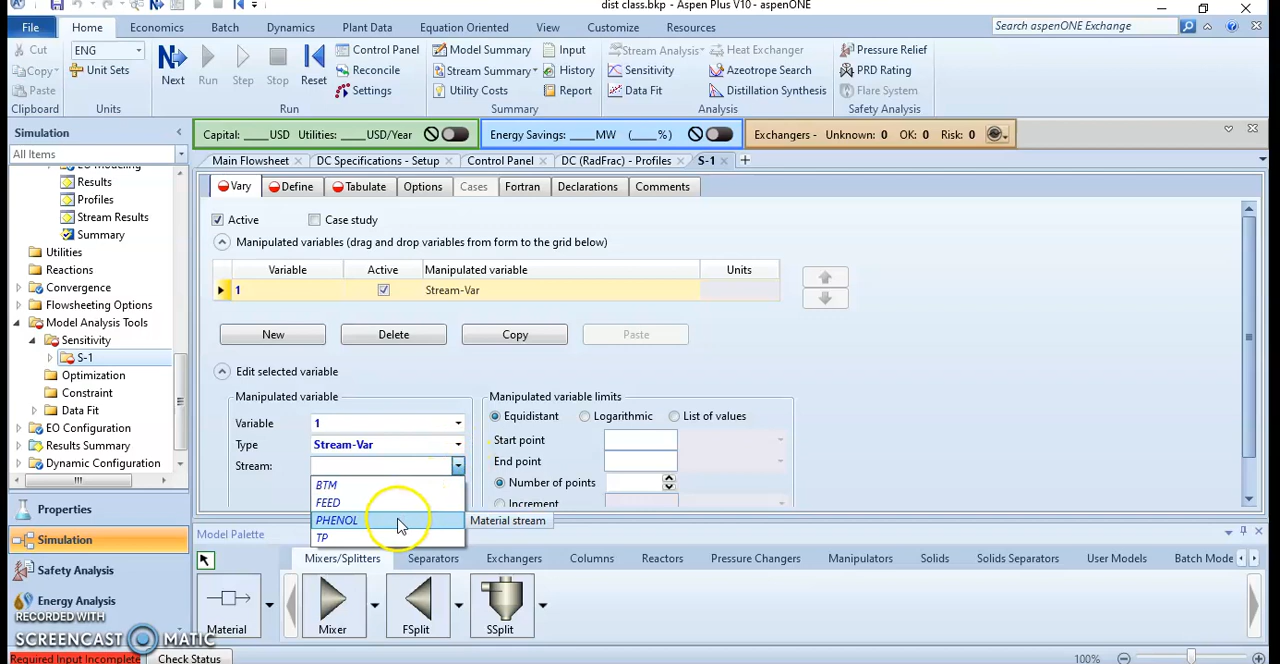 dist class.bkp - Aspen Plus V10 - aspenONE
File Home Economics Batch Dynamics Plant Data Equation Oriented View Customize Resources Search aspenONE Exchange
Cut ENG Control Panel Model Summary Input Stream Analysis Heat Exchanger Pressure Relief
Copy Unit Sets Next Run Step Stop Reset Reconcile Stream Summary History Sensitivity Azeotrope Search PRD Rating
Paste Settings Utility Costs Report Data Fit Distillation Synthesis Flare System
Clipboard Units Run Summary Analysis Safety Analysis
Simulation Capital: ____USD Utilities: ____USD/Year Energy Savings: ____MW (____%) Exchangers - Unknown: 0 OK: 0 Risk: 0
All Items Main Flowsheet DC Specifications - Setup Control Panel DC (RadFrac) - Profiles S-1
EO Modeling
Results
Profiles
Stream Results
Summary
Utilities
Reactions
Convergence
Flowsheeting Options
Model Analysis Tools
Sensitivity
S-1
Optimization
Constraint
Data Fit
EO Configuration
Results Summary
Dynamic Configuration
Properties
Simulation
Safety Analysis
Energy Analysis
RECORDED WITH
SCREENCAST MATIC
Required Input Incomplete Check Status
Vary Define Tabulate Options Cases Fortran Declarations Comments
Active Case study
Manipulated variables (drag and drop variables from form to the grid below)
Variable Active Manipulated variable Units
1 Stream-Var
New Delete Copy Paste
Edit selected variable
Manipulated variable
Variable 1
Type Stream-Var
Stream:
BTM
FEED
PHENOL Material stream
TP
Manipulated variable limits
Equidistant Logarithmic List of values
Start point
End point
Number of points
Increment
Model Palette
Mixers/Splitters Separators Exchangers Columns Reactors Pressure Changers Manipulators Solids Solids Separators User Models Batch Mode
Material Mixer FSplit SSplit
100%